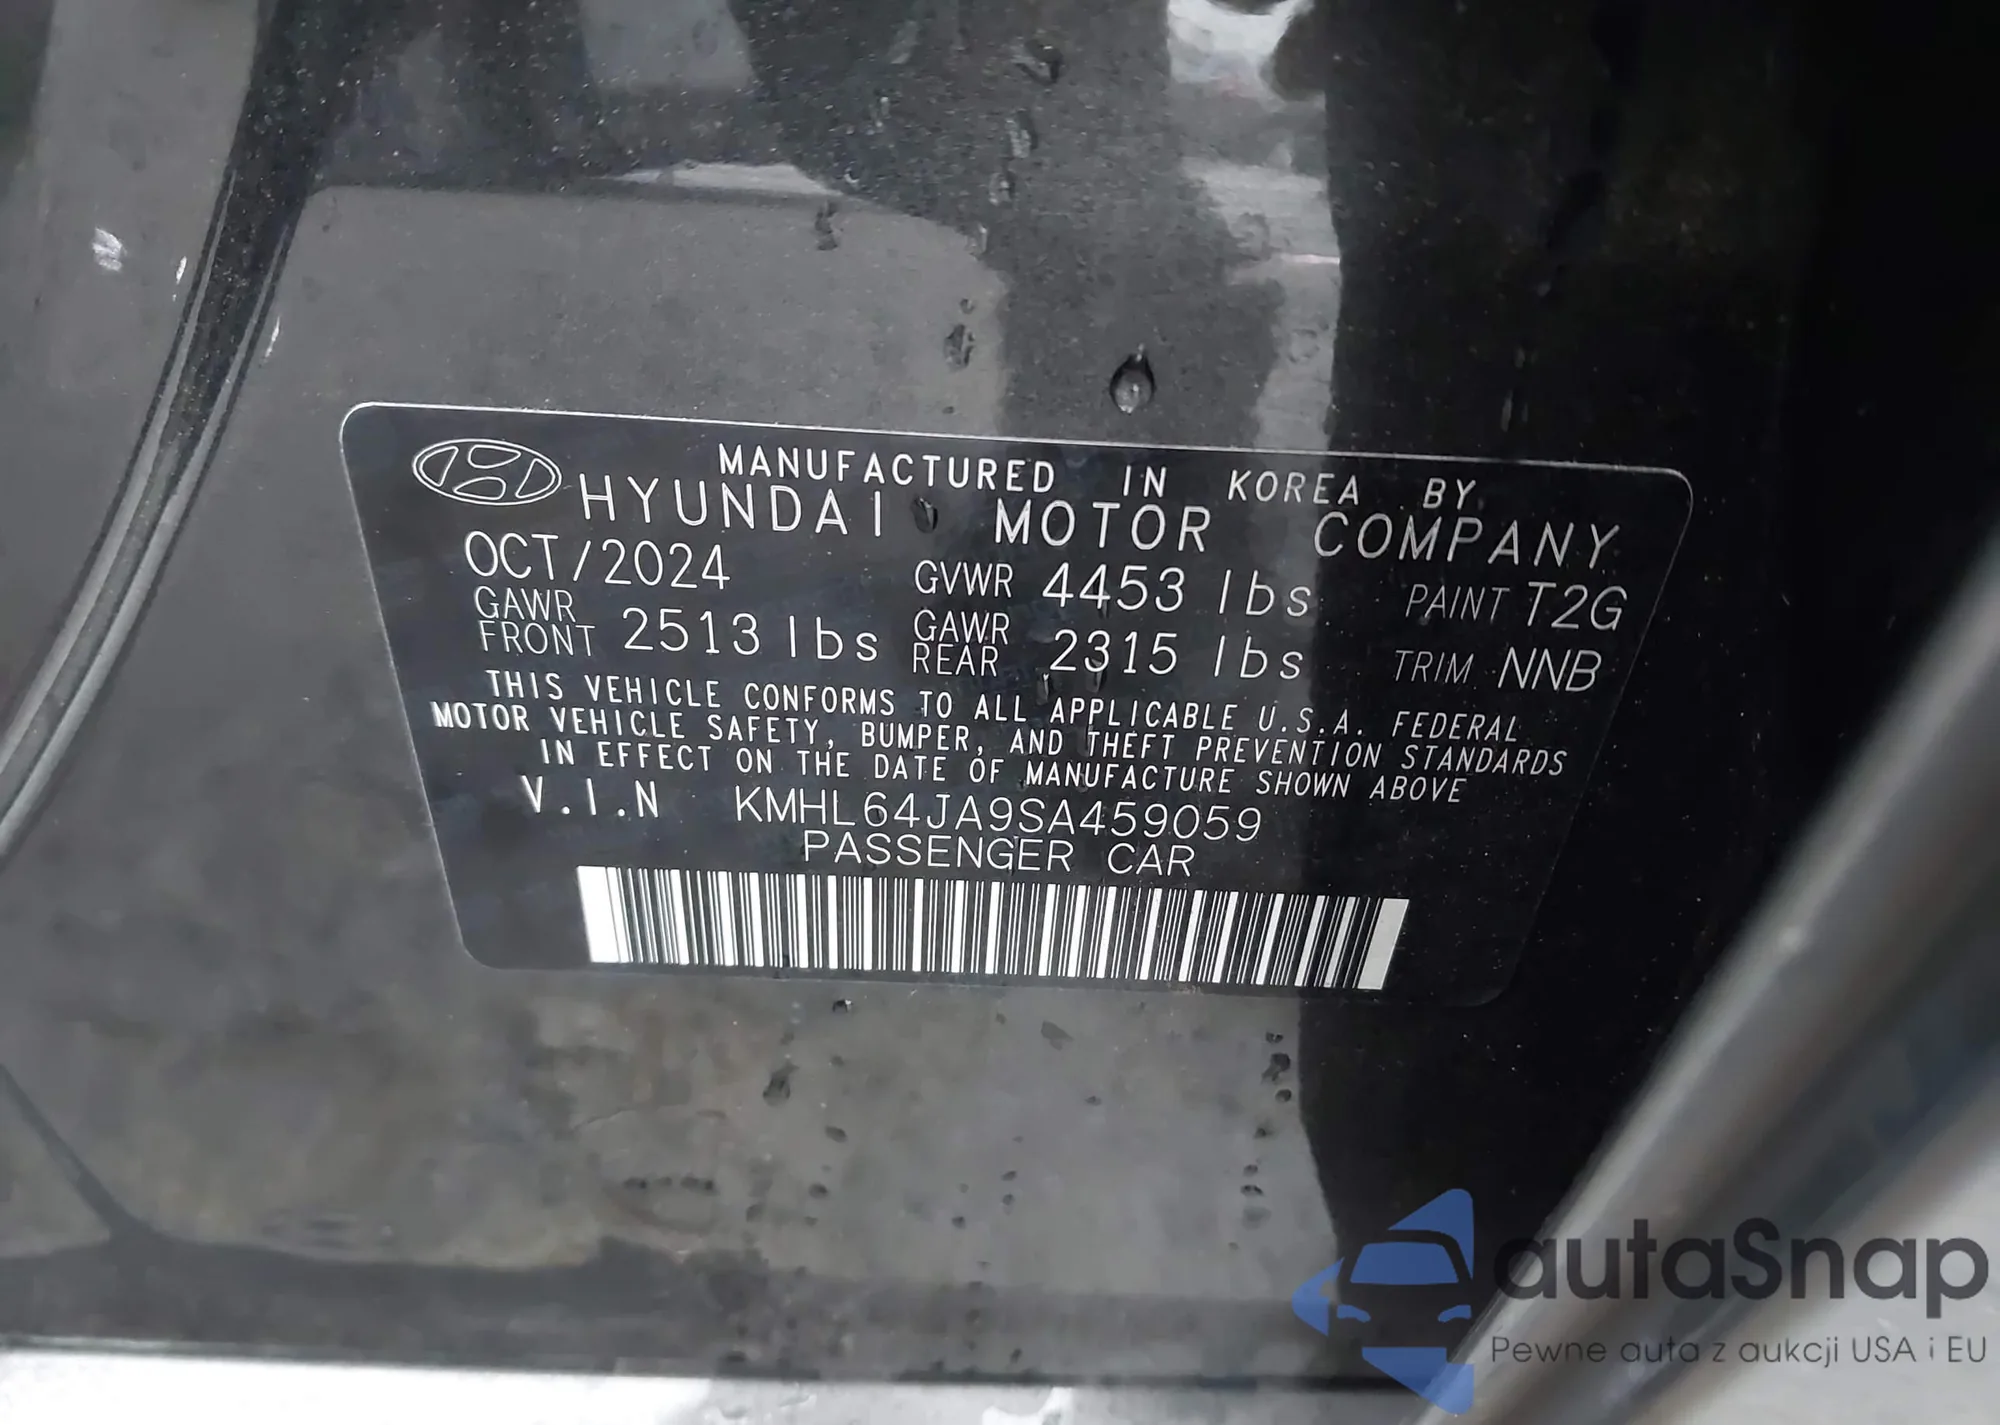 MANUFACTURED IN KOREA BY
HYUNDAI MOTOR COMPANY
OCT/2024 GVWR 4453 lbs PAINT T2G
GAWR FRONT 2513 lbs GAWR REAR 2315 lbs TRIM NNB
THIS VEHICLE CONFORMS TO ALL APPLICABLE U.S.A. FEDERAL
MOTOR VEHICLE SAFETY, BUMPER, AND THEFT PREVENTION STANDARDS
IN EFFECT ON THE DATE OF MANUFACTURE SHOWN ABOVE
V.I.N KMHL64JA9SA459059
PASSENGER CAR
autaSnap
Pewne auta z aukcji USA i EU